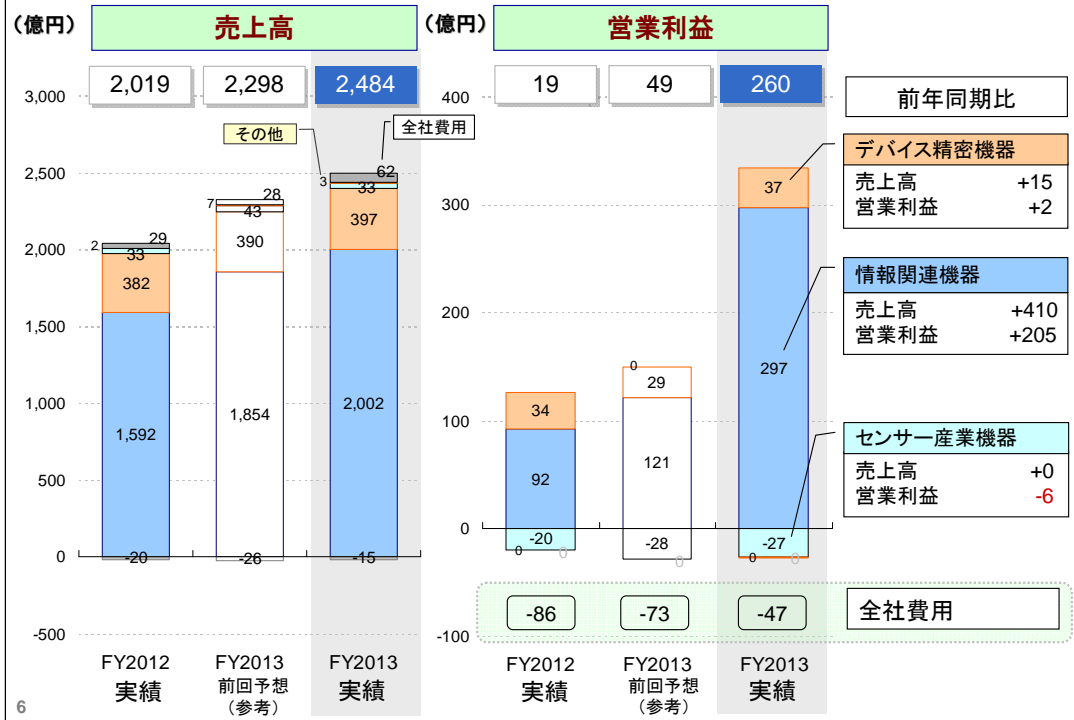 （億円）
売上高
2,019
2,298
2,484
3,000
2,500
2,000
1,500
1,000
500
0
-500
その他
全社費用
2
29
33
382
1,592
-20
7
28
43
390
1,854
-26
3
62
33
397
2,002
-15
FY2012
実績
FY2013
前回予想
（参考）
FY2013
実績
（億円）
営業利益
19
49
260
400
300
200
100
0
-100
34
92
-20
0
0
0
29
121
-28
0
37
297
-27
0
0
-86
-73
-47
全社費用
FY2012
実績
FY2013
前回予想
（参考）
FY2013
実績
前年同期比
デバイス精密機器
売上高 +15
営業利益 +2
情報関連機器
売上高 +410
営業利益 +205
センサー産業機器
売上高 +0
営業利益 -6
6